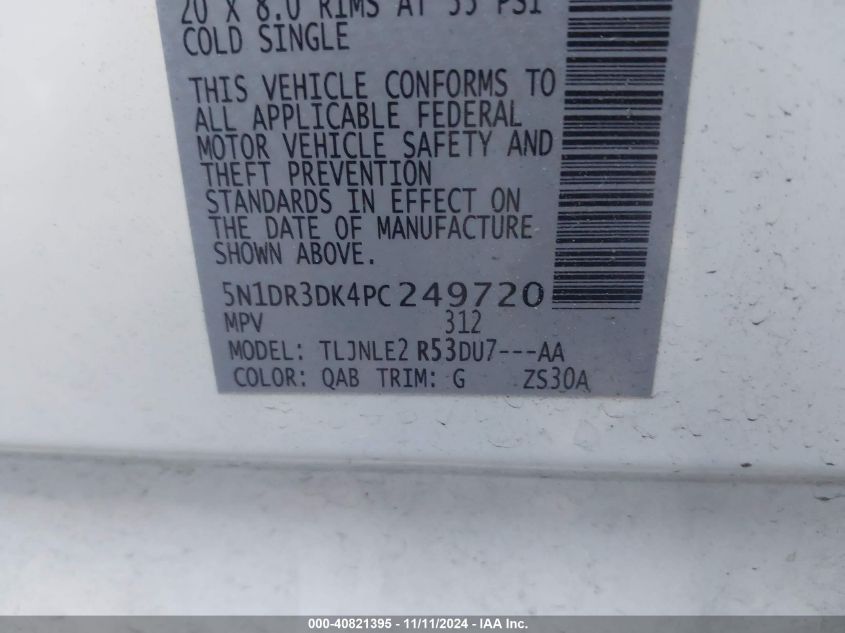 20 X 8.0 RIMS AT 35 PSI
COLD SINGLE
THIS VEHICLE CONFORMS TO
ALL APPLICABLE FEDERAL
MOTOR VEHICLE SAFETY AND
THEFT PREVENTION
STANDARDS IN EFFECT ON
THE DATE OF MANUFACTURE
SHOWN ABOVE.
5N1DR3DK4PC249720
MPV 312
MODEL: TLJNLE2 R53DU7---AA
COLOR: QAB TRIM: G ZS30A
000-40821395 - 11/11/2024 - IAA Inc.